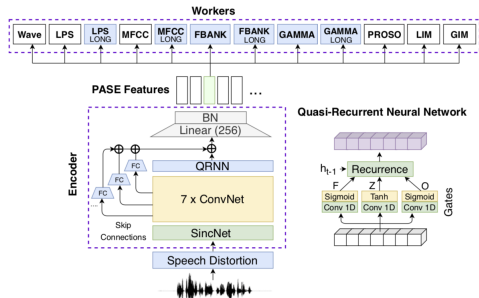 Workers
Wave LPS LPS LONG MFCC MFCC LONG FBANK FBANK LONG GAMMA GAMMA LONG PROSO LIM GIM
PASE Features ...
Encoder
BN
Linear (256)
QRNN
FC
FC
FC
7 x ConvNet
Skip Connections
SincNet
Speech Distortion
Quasi-Recurrent Neural Network
h t-1
Recurrence
F Z O
Sigmoid Tanh Sigmoid
Conv 1D Conv 1D Conv 1D
Gates